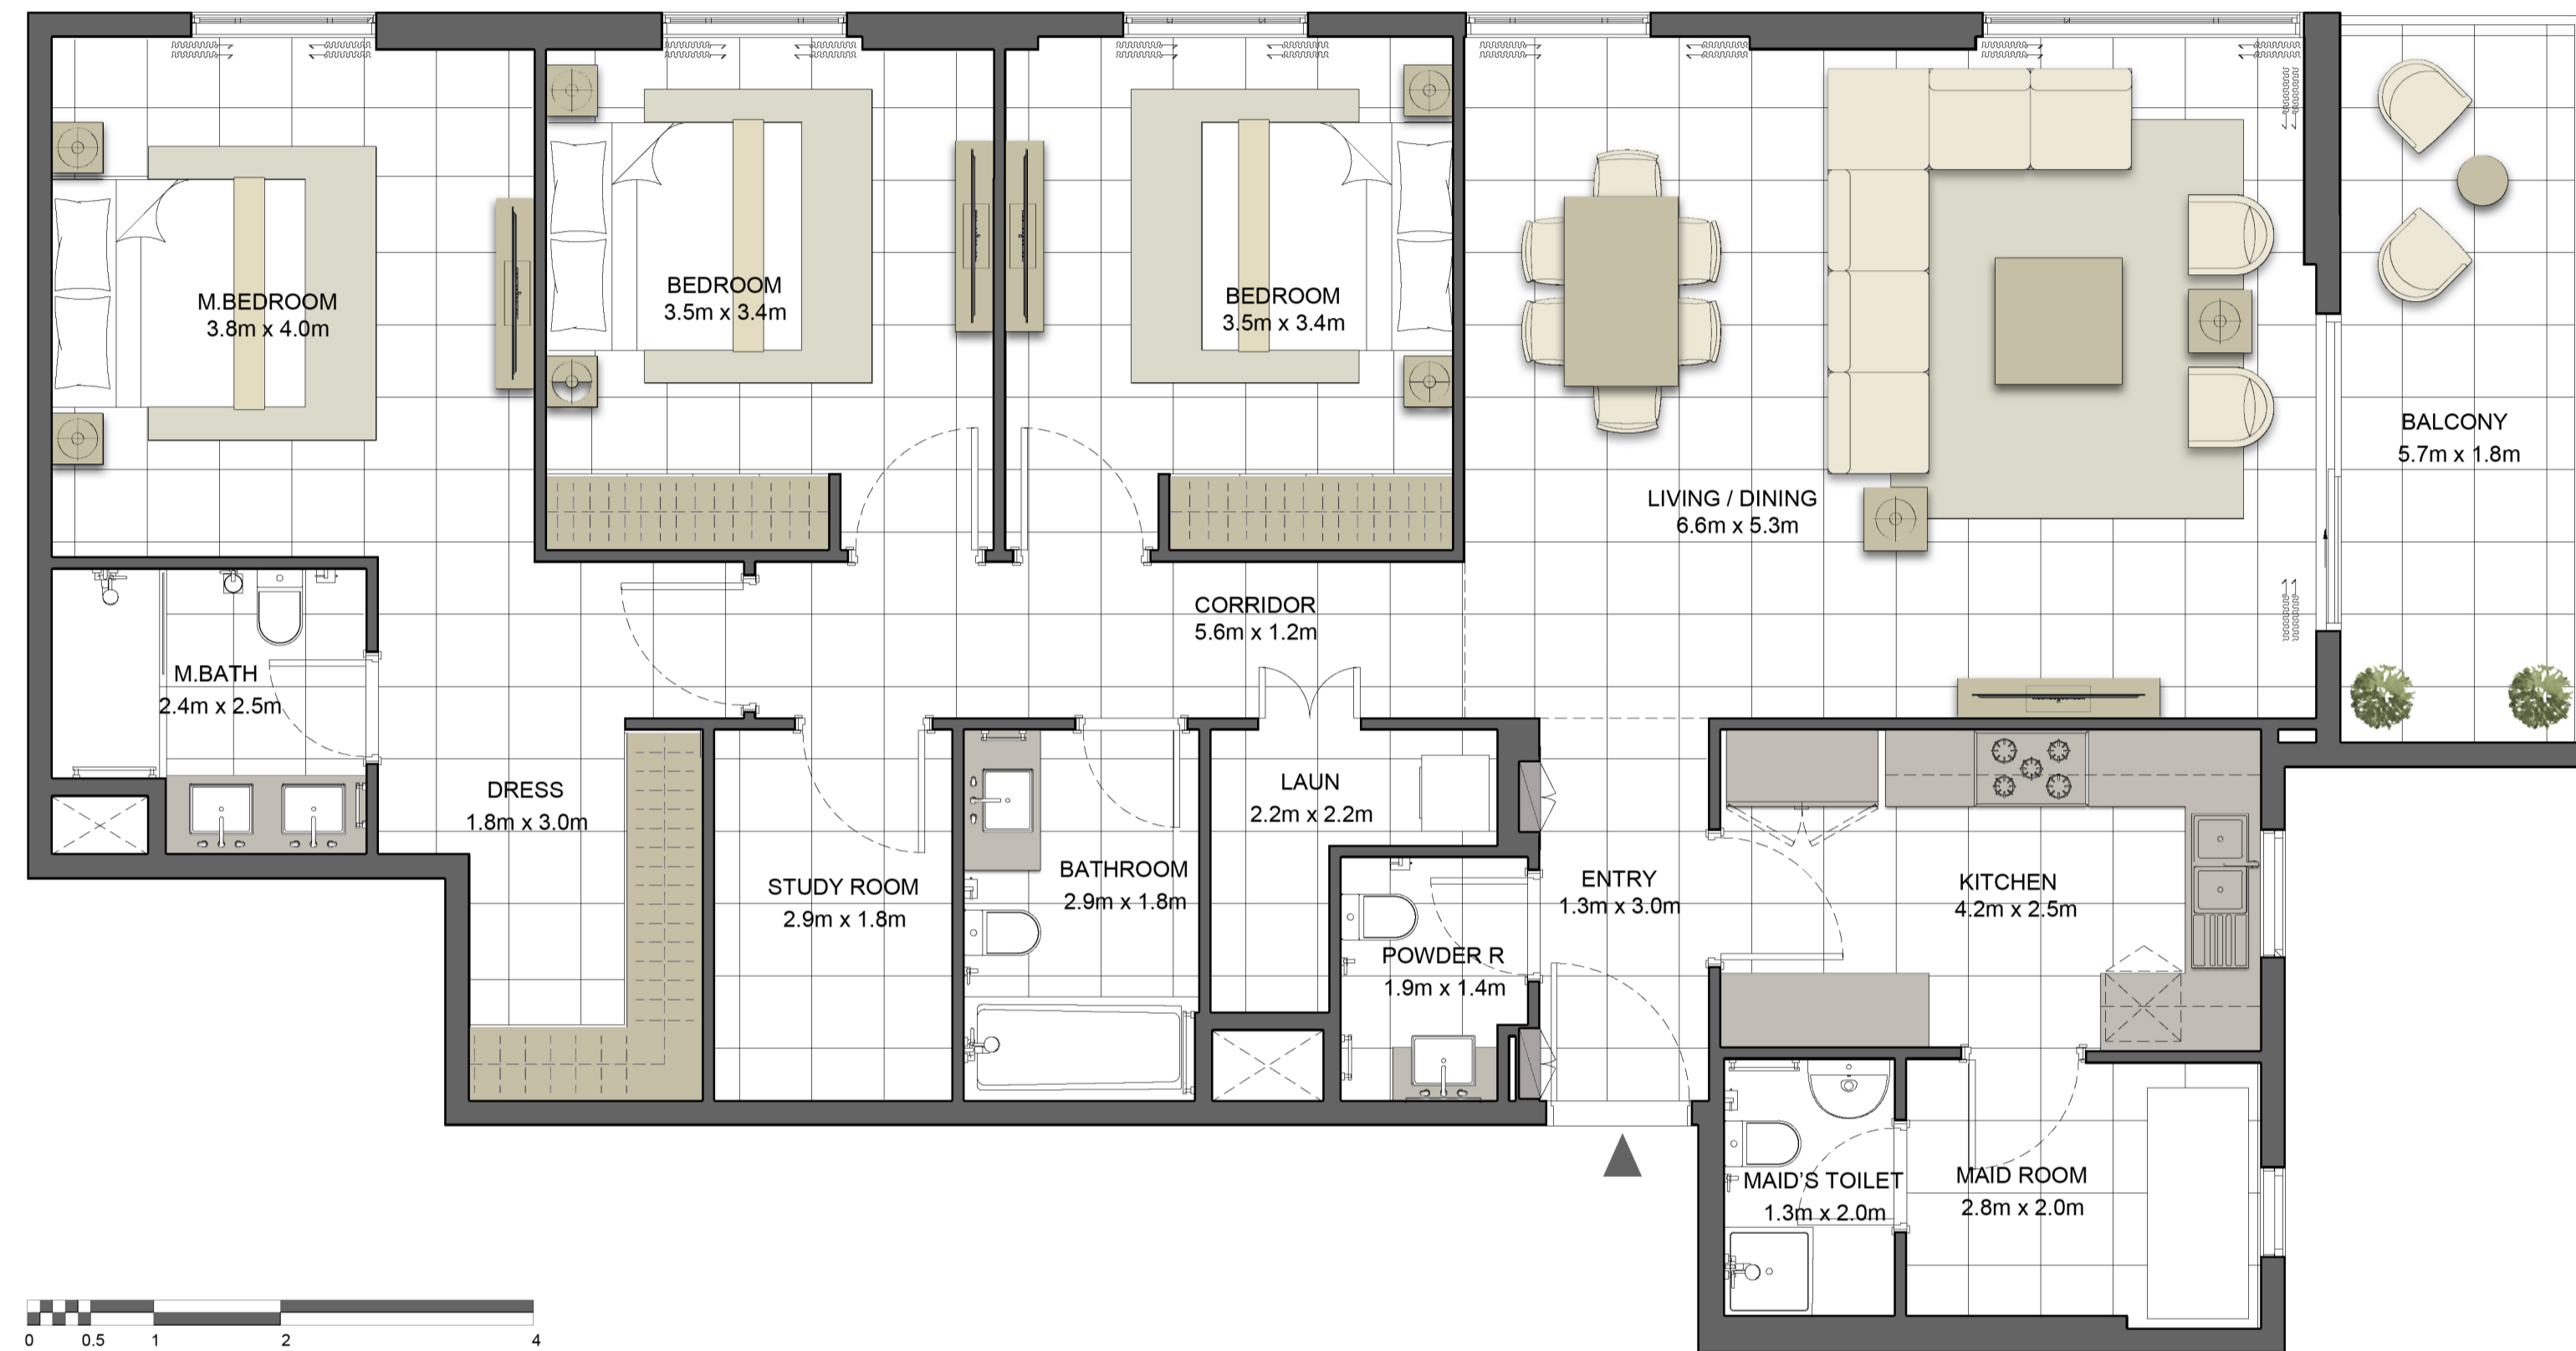 M.BEDROOM
3.8m x 4.0m
BEDROOM
3.5m x 3.4m
BEDROOM
3.5m x 3.4m
LIVING / DINING
6.6m x 5.3m
BALCONY
5.7m x 1.8m
CORRIDOR
5.6m x 1.2m
M.BATH
2.4m x 2.5m
DRESS
1.8m x 3.0m
STUDY ROOM
2.9m x 1.8m
BATHROOM
2.9m x 1.8m
LAUN
2.2m x 2.2m
POWDER R
1.9m x 1.4m
ENTRY
1.3m x 3.0m
KITCHEN
4.2m x 2.5m
MAID'S TOILET
1.3m x 2.0m
MAID ROOM
2.8m x 2.0m
0 0.5 1 2 4